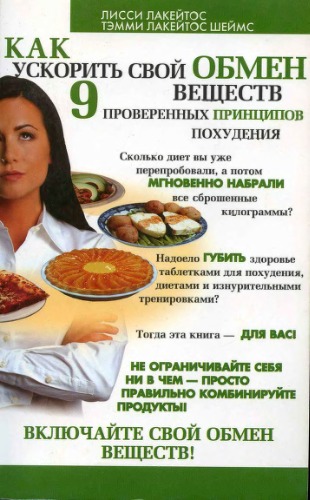 ЛИССИ ЛАКЕЙТОС
ТЭММИ ЛАКЕЙТОС ШЕЙМС
КАК
УСКОРИТЬ СВОЙ ОБМЕН
ВЕЩЕСТВ
9 ПРОВЕРЕННЫХ ПРИНЦИПОВ
ПОХУДЕНИЯ
Сколько диет вы уже
перепробовали, а потом
МГНОВЕННО НАБРАЛИ
все сброшенные
килограммы?
Надоело ГУБИТЬ здоровье
таблетками для похудения,
диетами и изнурительными
тренировками?
Тогда эта книга — ДЛЯ ВАС!
НЕ ОГРАНИЧИВАЙТЕ СЕБЯ
НИ В ЧЕМ — ПРОСТО
ПРАВИЛЬНО КОМБИНИРУЙТЕ
ПРОДУКТЫ!
ВКЛЮЧАЙТЕ СВОЙ ОБМЕН
ВЕЩЕСТВ!